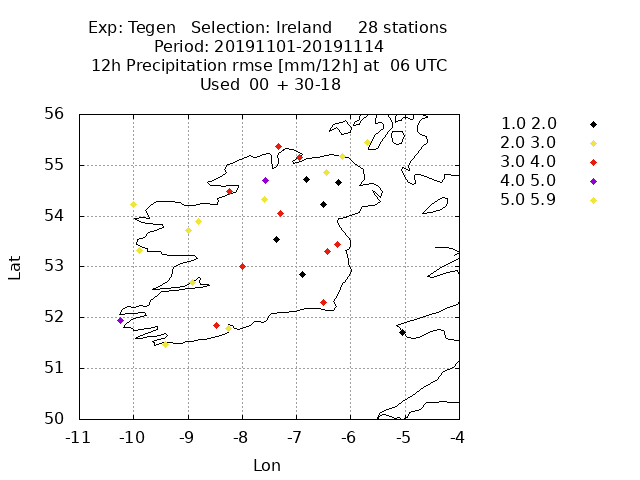 Exp: Tegen Selection: Ireland 28 stations
Period: 20191101-20191114
12h Precipitation rmse [mm/12h] at 06 UTC
Used 00 + 30-18
1.0 2.0
2.0 3.0
3.0 4.0
4.0 5.0
5.0 5.9
56
55
54
53
52
51
50
Lat
-11 -10 -9 -8 -7 -6 -5 -4
Lon